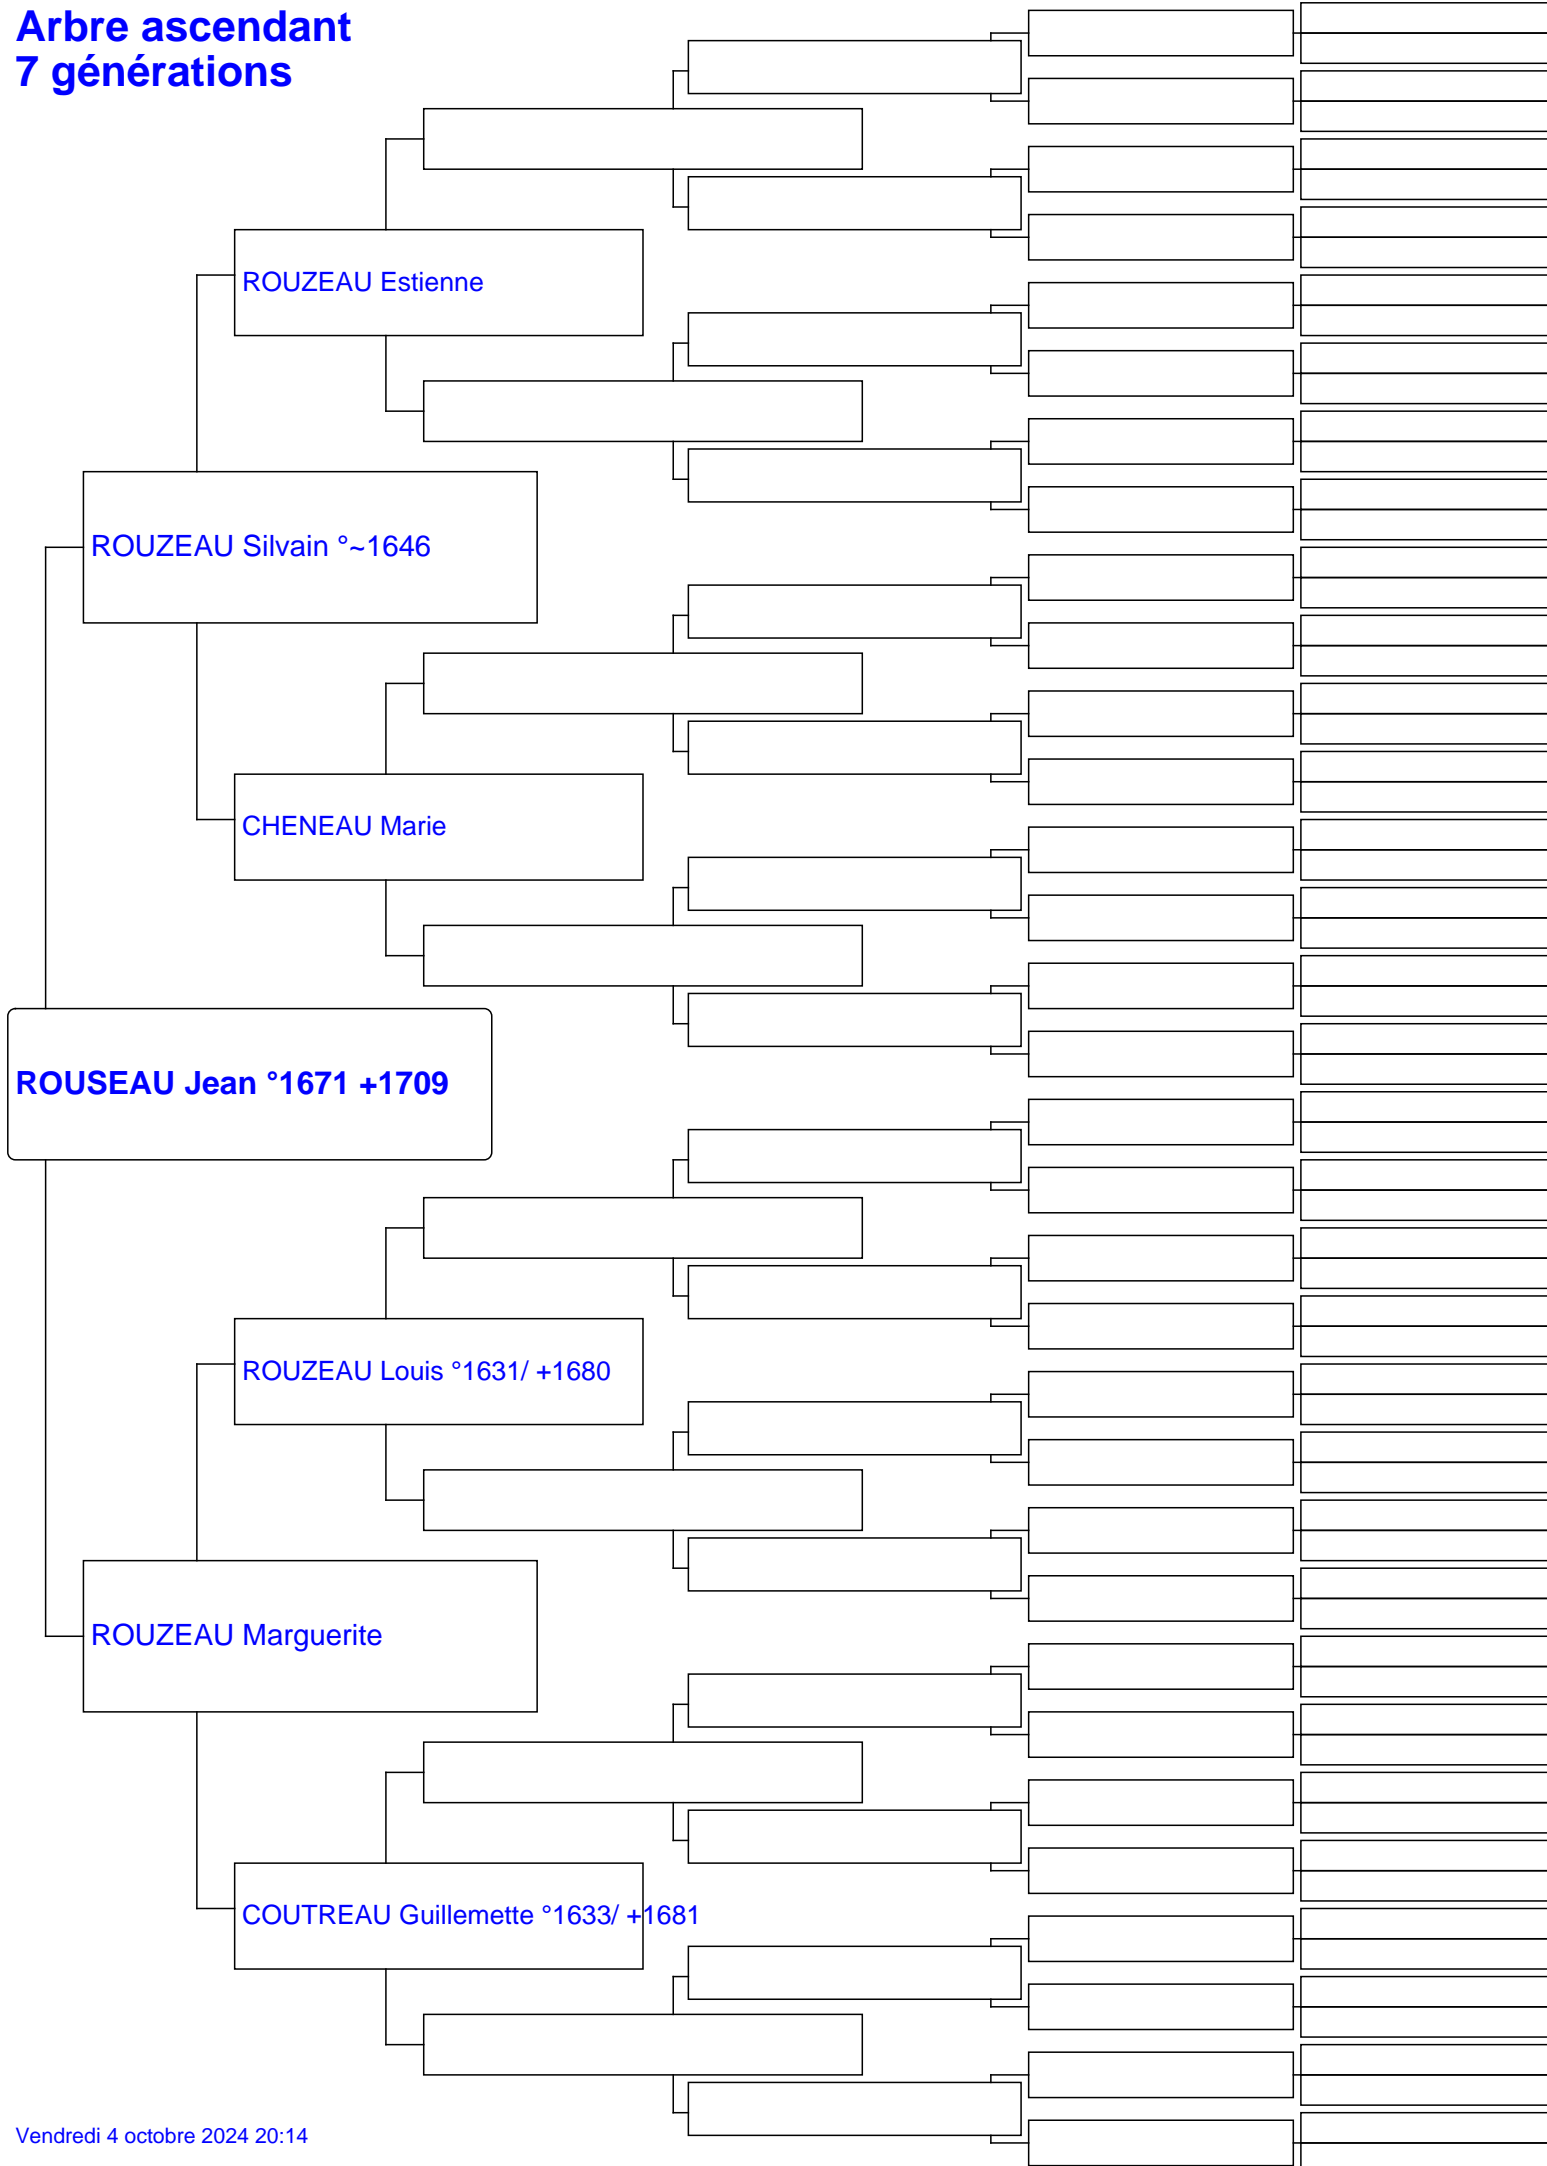 Arbre ascendant
7 générations
ROUZEAU Estienne
ROUZEAU Silvain °~1646
CHENEAU Marie
ROUSEAU Jean °1671 +1709
ROUZEAU Louis °1631/ +1680
ROUZEAU Marguerite
COUTREAU Guillemette °1633/ +1681
Vendredi 4 octobre 2024 20:14